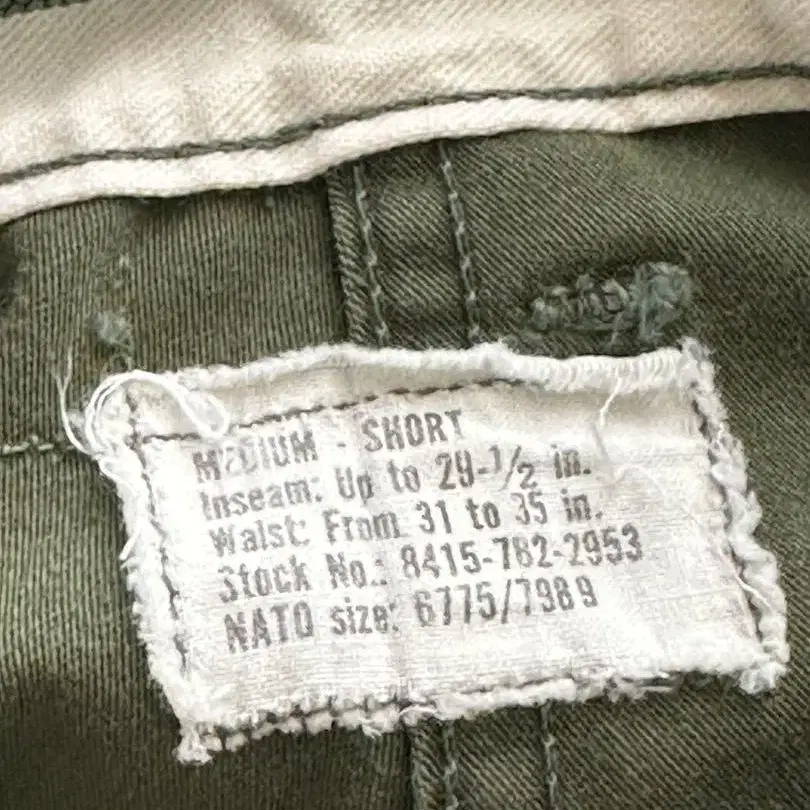 MEDIUM - SHORT
Inseam: Up to 29-1/2 in.
Waist: From 31 to 35 in.
Stock No.: 8415-782-2953
NATO size: 6775/7989